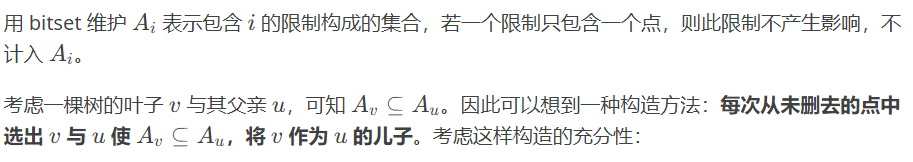 用 bitset 维护 A_i 表示包含 i 的限制构成的集合，若一个限制只包含一个点，则此限制不产生影响，不
计入 A_i。
考虑一棵树的叶子 v 与其父亲 u，可知 A_v ⊆ A_u。因此可以想到一种构造方法：每次从未删去的点中
选出 v 与 u 使 A_v ⊆ A_u，将 v 作为 u 的儿子。考虑这样构造的充分性：